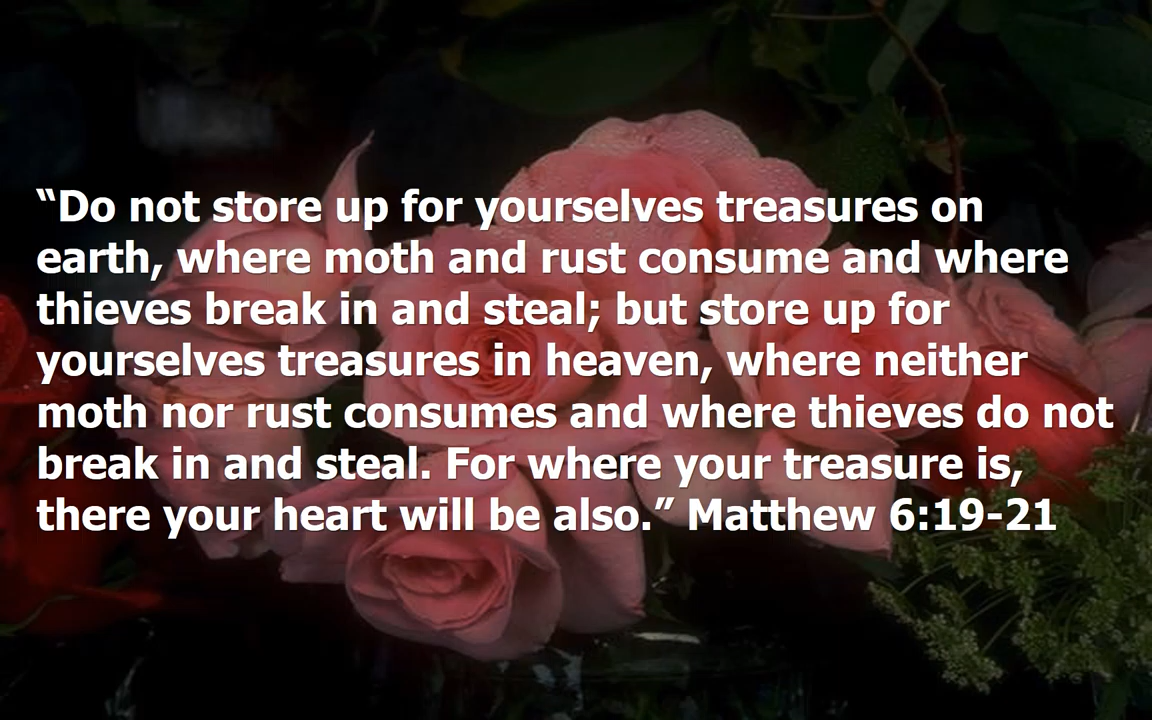 “Do not store up for yourselves treasures on
earth, where moth and rust consume and where
thieves break in and steal; but store up for
yourselves treasures in heaven, where neither
moth nor rust consumes and where thieves do not
break in and steal. For where your treasure is,
there your heart will be also.” Matthew 6:19-21